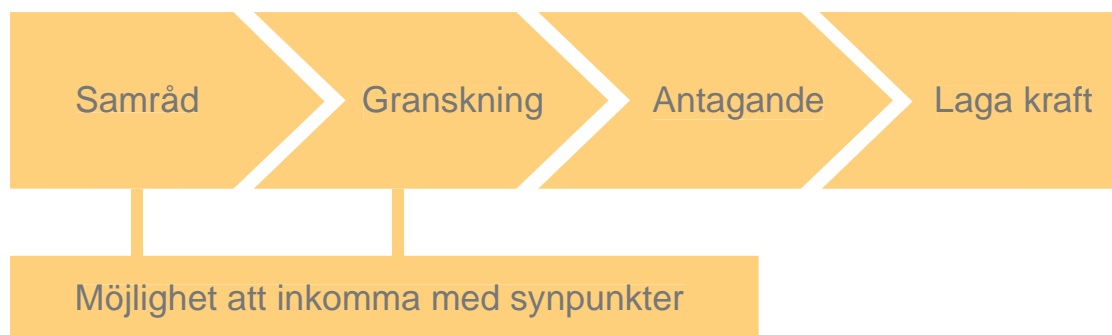 Samråd
Granskning
Antagande
Laga kraft
Möjlighet att inkomma med synpunkter